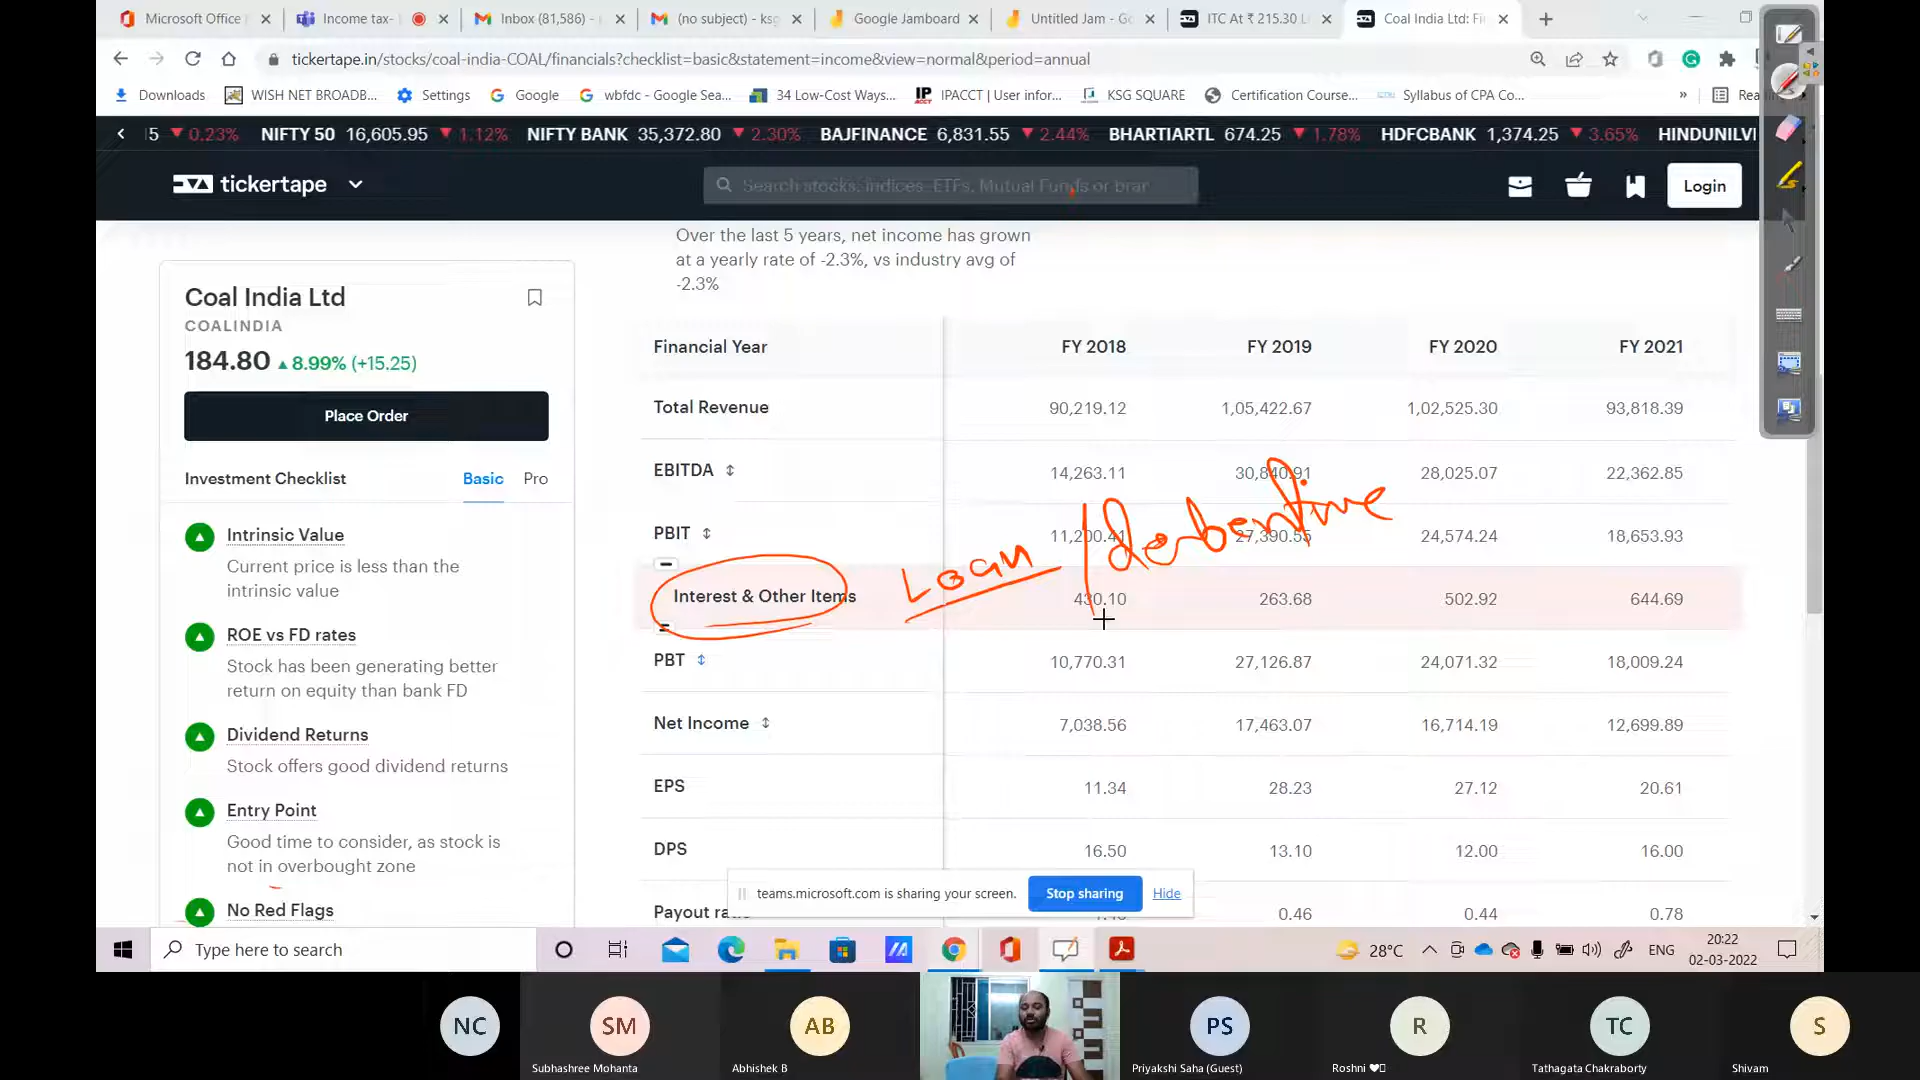 Microsoft Office
Income tax-
Inbox (81,586) -
(no subject) - ksg
Google Jamboard
Untitled Jam - Go
ITC At ₹ 215.30 L
Coal India Ltd: Fi
tickertape.in/stocks/coal-india-COAL/financials?checklist=basic&statement=income&view=normal&period=annual
Downloads
WISH NET BROADB...
Settings
Google
wbfdc - Google Sea...
34 Low-Cost Ways...
IPACCT | User infor...
KSG SQUARE
Certification Course...
Syllabus of CPA Co...
»
5 ▼ 0.23% NIFTY 50 16,605.95 ▼ 1.12% NIFTY BANK 35,372.80 ▼ 2.30% BAJFINANCE 6,831.55 ▼ 2.44% BHARTIARTL 674.25 ▼ 1.78% HDFCBANK 1,374.25 ▼ 3.65% HINDUNILV
tickertape
Search stocks, indices, ETFs, Mutual Funds or brar
Login
Over the last 5 years, net income has grown
at a yearly rate of -2.3%, vs industry avg of
-2.3%
Coal India Ltd
COALINDIA
184.80 ▲ 8.99% (+15.25)
Place Order
Investment Checklist Basic Pro
Intrinsic Value
Current price is less than the
intrinsic value
ROE vs FD rates
Stock has been generating better
return on equity than bank FD
Dividend Returns
Stock offers good dividend returns
Entry Point
Good time to consider, as stock is
not in overbought zone
No Red Flags
Financial Year FY 2018 FY 2019 FY 2020 FY 2021
Total Revenue 90,219.12 1,05,422.67 1,02,525.30 93,818.39
EBITDA 14,263.11 30,840.91 28,025.07 22,362.85
PBIT 11,200.41 27,390.55 24,574.24 18,653.93
Loan / debenture
Interest & Other Items 430.10 263.68 502.92 644.69
PBT 10,770.31 27,126.87 24,071.32 18,009.24
Net Income 7,038.56 17,463.07 16,714.19 12,699.89
EPS 11.34 28.23 27.12 20.61
DPS 16.50 13.10 12.00 16.00
Payout 0.46 0.44 0.78
teams.microsoft.com is sharing your screen. Stop sharing Hide
Type here to search
28°C
ENG
20:22
02-03-2022
NC
SM
Subhashree Mohanta
AB
Abhishek B
PS
Priyakshi Saha (Guest)
R
Roshni
TC
Tathagata Chakraborty
S
Shivam